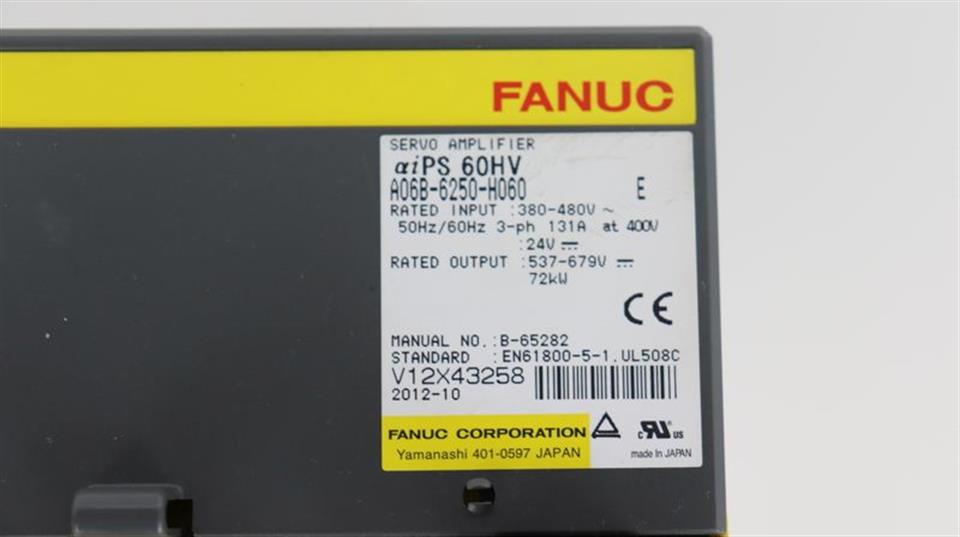 FANUC
SERVO AMPLIFIER
αiPS 60HV
A06B-6250-H060 E
RATED INPUT :380-480V ~
50Hz/60Hz 3-ph 131A at 400V
:24V ⎓
RATED OUTPUT :537-679V ⎓
72kW
CE
MANUAL NO. :B-65282
STANDARD :EN61800-5-1,UL508C
V12X43258
2012-10
FANUC CORPORATION
Yamanashi 401-0597 JAPAN
c RU us
made in JAPAN